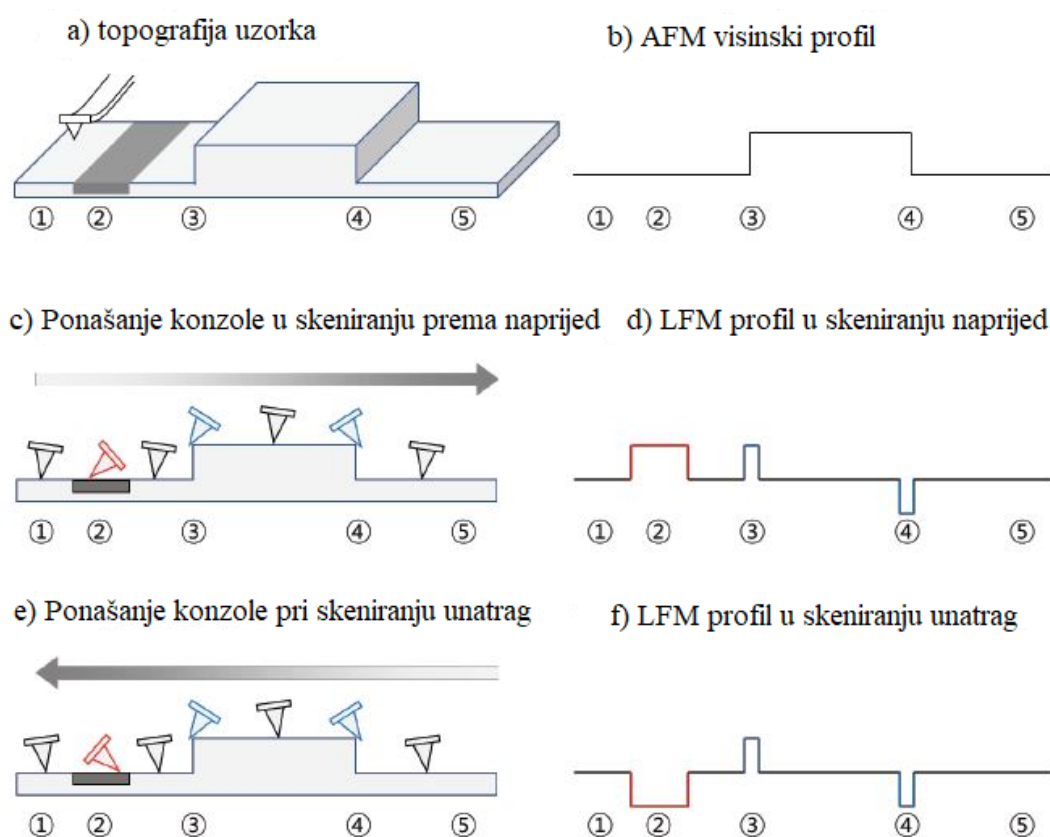 a) topografija uzorka
b) AFM visinski profil
① ② ③ ④ ⑤
① ② ③ ④ ⑤
c) Ponašanje konzole u skeniranju prema naprijed
d) LFM profil u skeniranju naprijed
① ② ③ ④ ⑤
① ② ③ ④ ⑤
e) Ponašanje konzole pri skeniranju unatrag
f) LFM profil u skeniranju unatrag
① ② ③ ④ ⑤
① ② ③ ④ ⑤